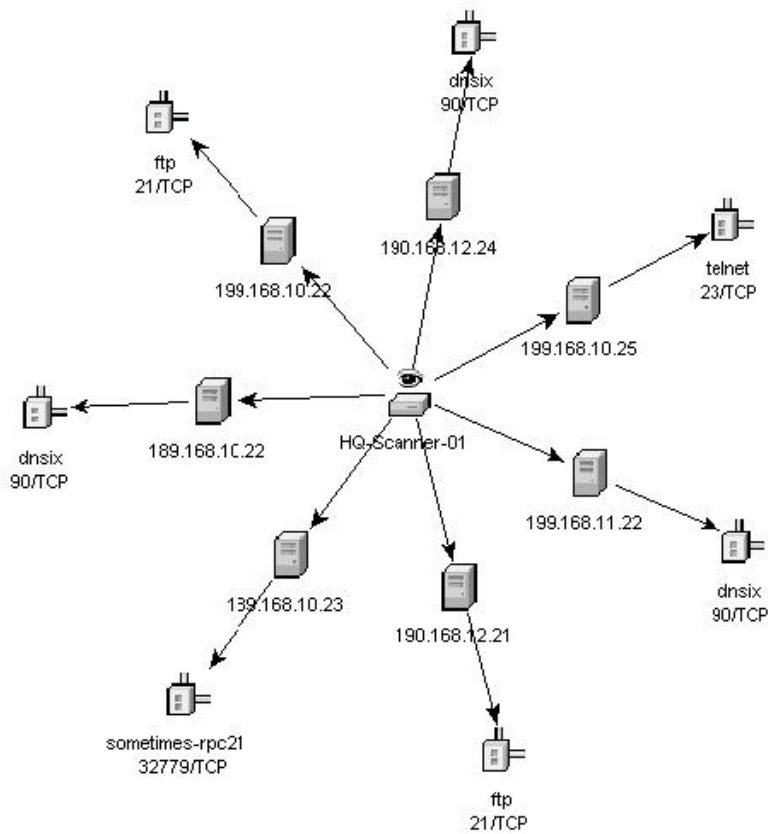 dnsix
90/TCP
ftp
21/TCP
190.168.12.24
telnet
23/TCP
199.168.10.22
199.168.10.25
HQ-Scanner-01
189.168.10.22
dnsix
90/TCP
199.168.11.22
dnsix
90/TCP
189.168.10.23
190.168.12.21
sometimes-rpc21
32779/TCP
ftp
21/TCP